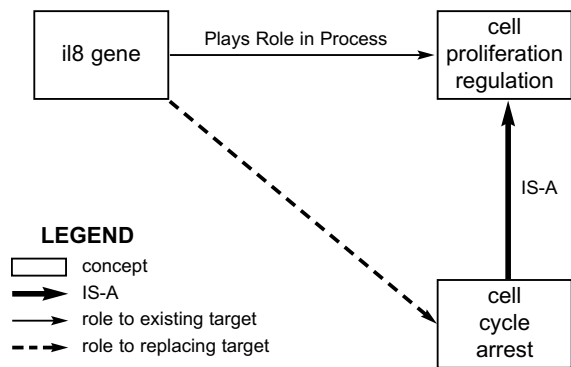 il8 gene
Plays Role in Process
cell
proliferation
regulation
IS-A
cell
cycle
arrest
LEGEND
concept
IS-A
role to existing target
role to replacing target